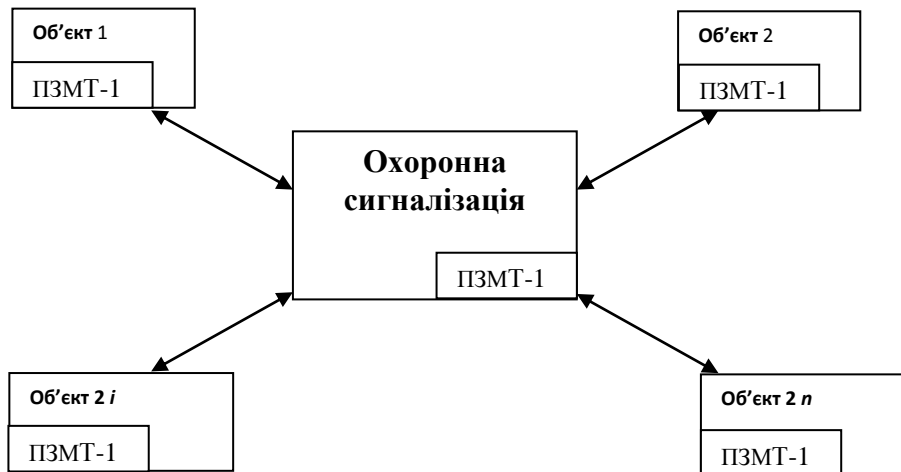 Об’єкт 1
ПЗМТ-1
Об’єкт 2
ПЗМТ-1
Охоронна
сигналізація
ПЗМТ-1
Об’єкт 2 i
ПЗМТ-1
Об’єкт 2 n
ПЗМТ-1